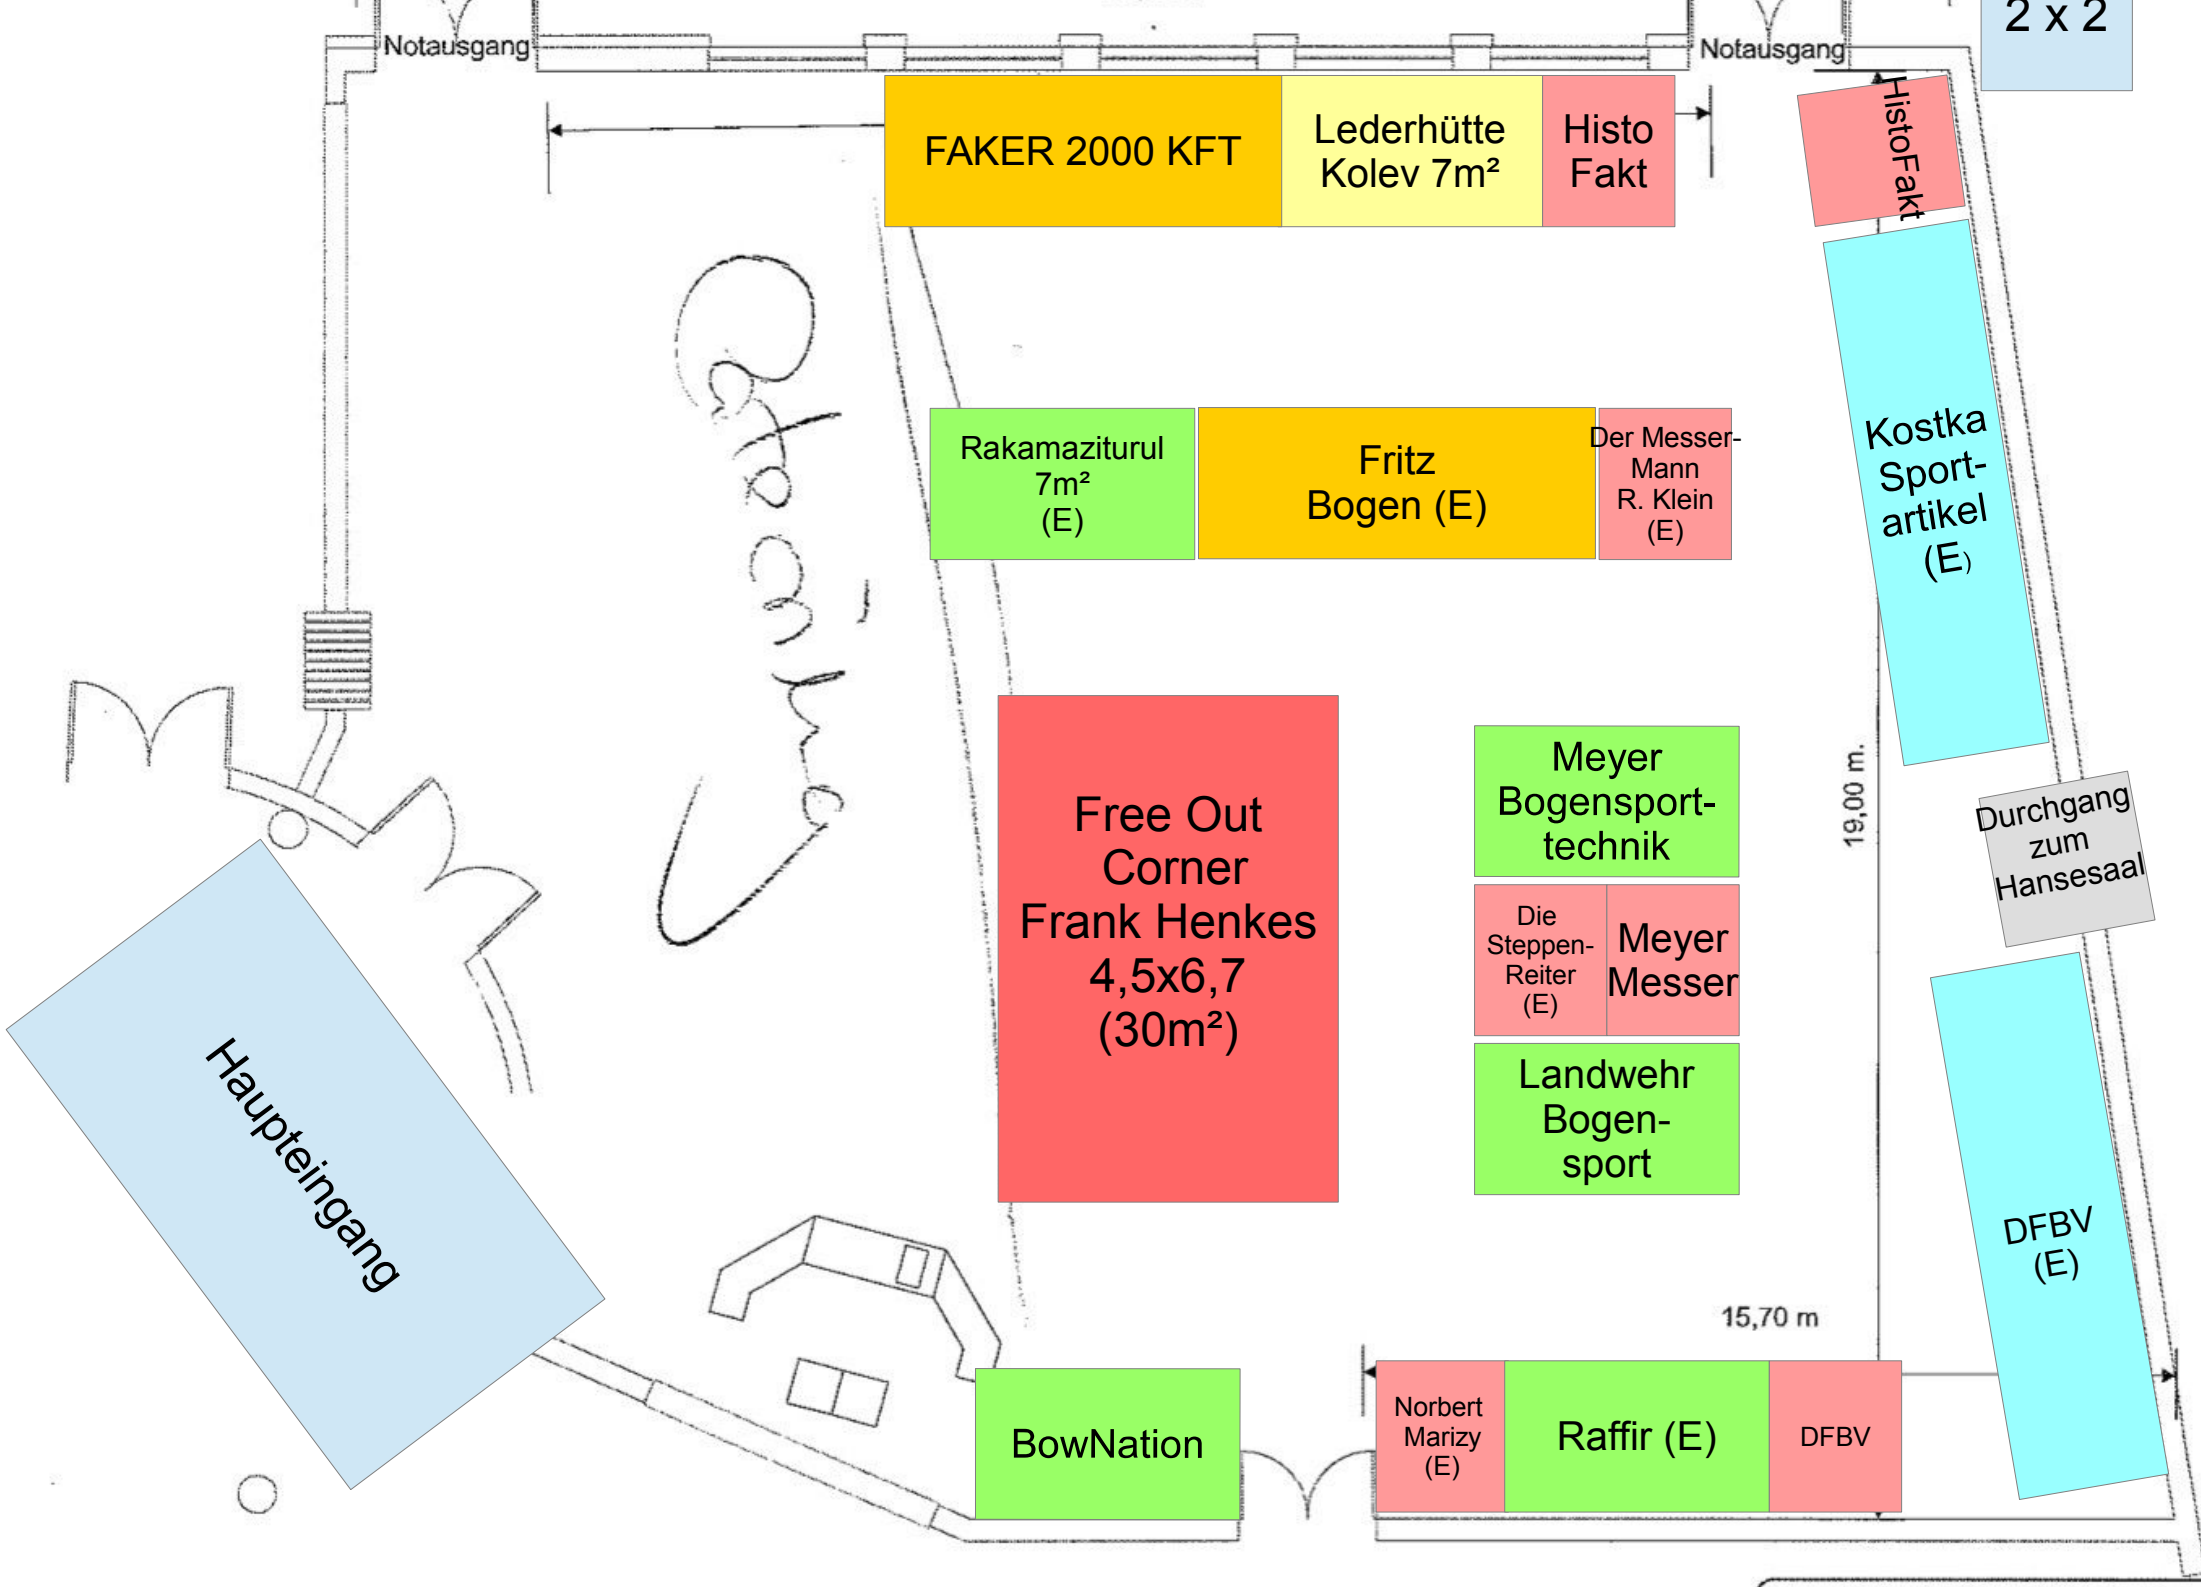 2 x 2
Notausgang
Notausgang
FAKER 2000 KFT
Lederhütte
Kolev 7m²
Histo
Fakt
HistoFakt
Rakamaziturul
7m²
(E)
Fritz
Bogen (E)
Der Messer-
Mann
R. Klein
(E)
Kostka
Sport-
artikel
(E)
Free Out
Corner
Frank Henkes
4,5x6,7
(30m²)
Meyer
Bogensport-
technik
19,00 m.
Durchgang
zum
Hansesaal
Die
Steppen-
Reiter
(E)
Meyer
Messer
Landwehr
Bogen-
sport
Haupteingang
DFBV
(E)
15,70 m
BowNation
Norbert
Marizy
(E)
Raffir (E)
DFBV